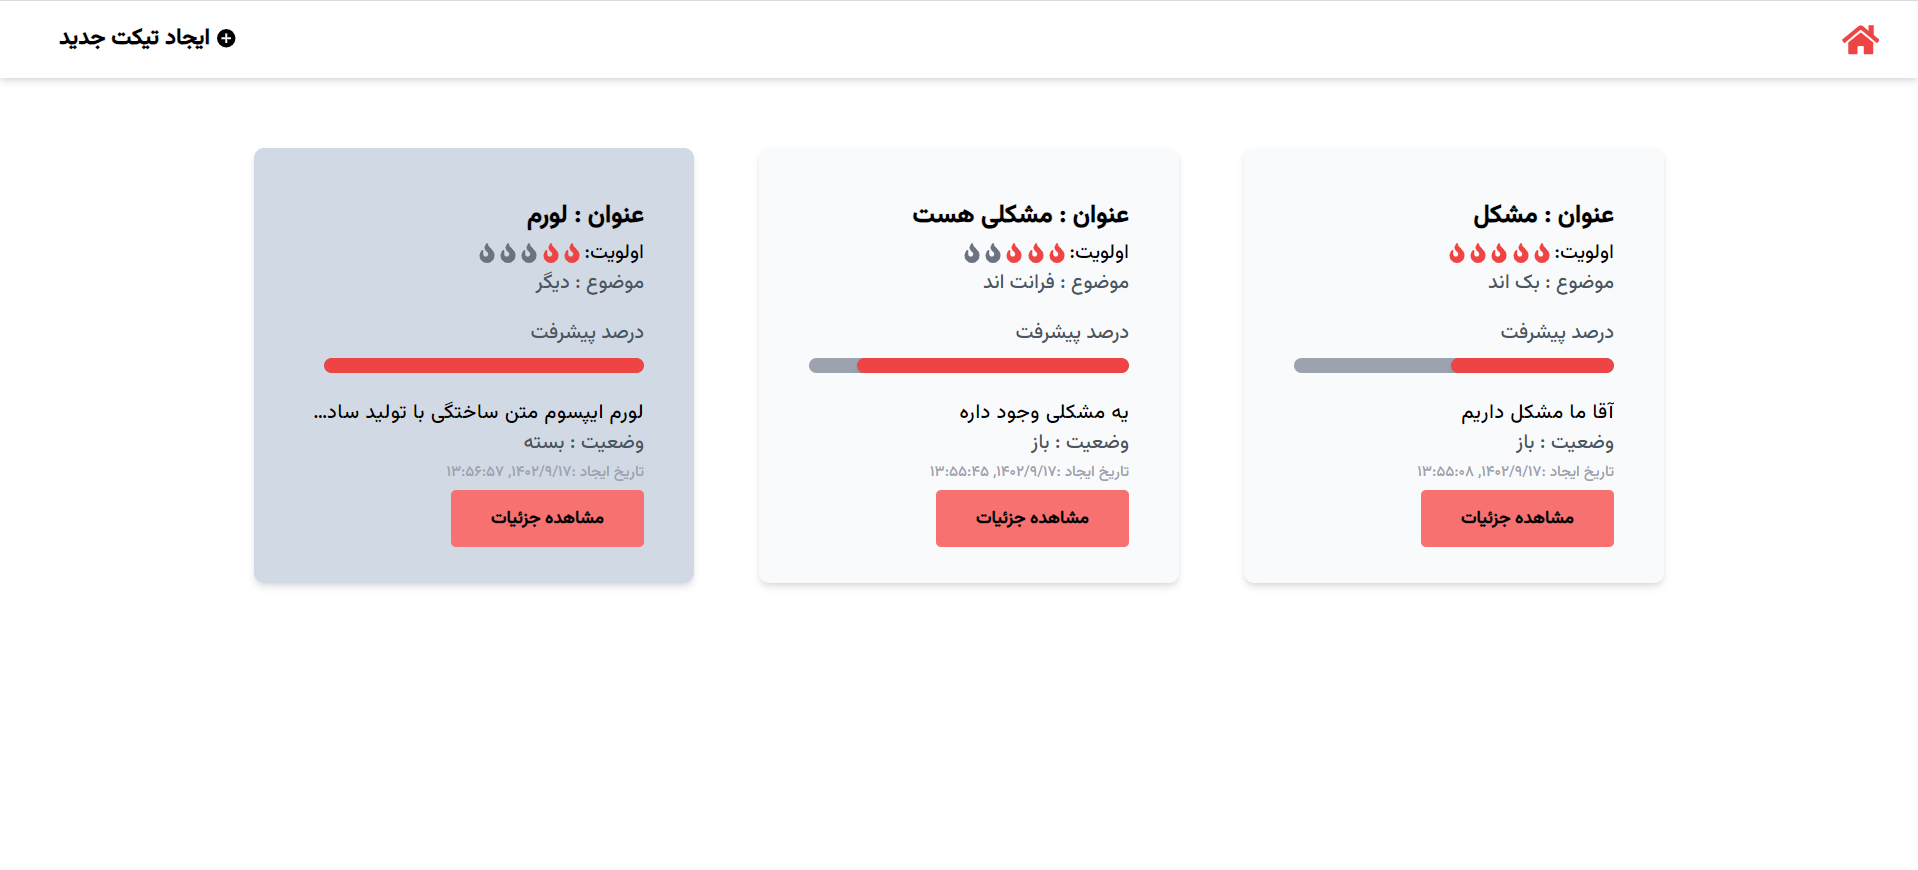 ایجاد تیکت جدید
عنوان : مشکل
اولویت:
موضوع : بک اند
درصد پیشرفت
آقا ما مشکل داریم
وضعیت : باز
تاریخ ایجاد :۱۴۰۲/۹/۱۷, ۱۳:۵۵:۰۸
مشاهده جزئیات
عنوان : مشکلی هست
اولویت:
موضوع : فرانت اند
درصد پیشرفت
یه مشکلی وجود داره
وضعیت : باز
تاریخ ایجاد :۱۴۰۲/۹/۱۷, ۱۳:۵۵:۴۵
مشاهده جزئیات
عنوان : لورم
اولویت:
موضوع : دیگر
درصد پیشرفت
لورم ایپسوم متن ساختگی با تولید ساد...
وضعیت : بسته
تاریخ ایجاد :۱۴۰۲/۹/۱۷, ۱۳:۵۶:۵۷
مشاهده جزئیات